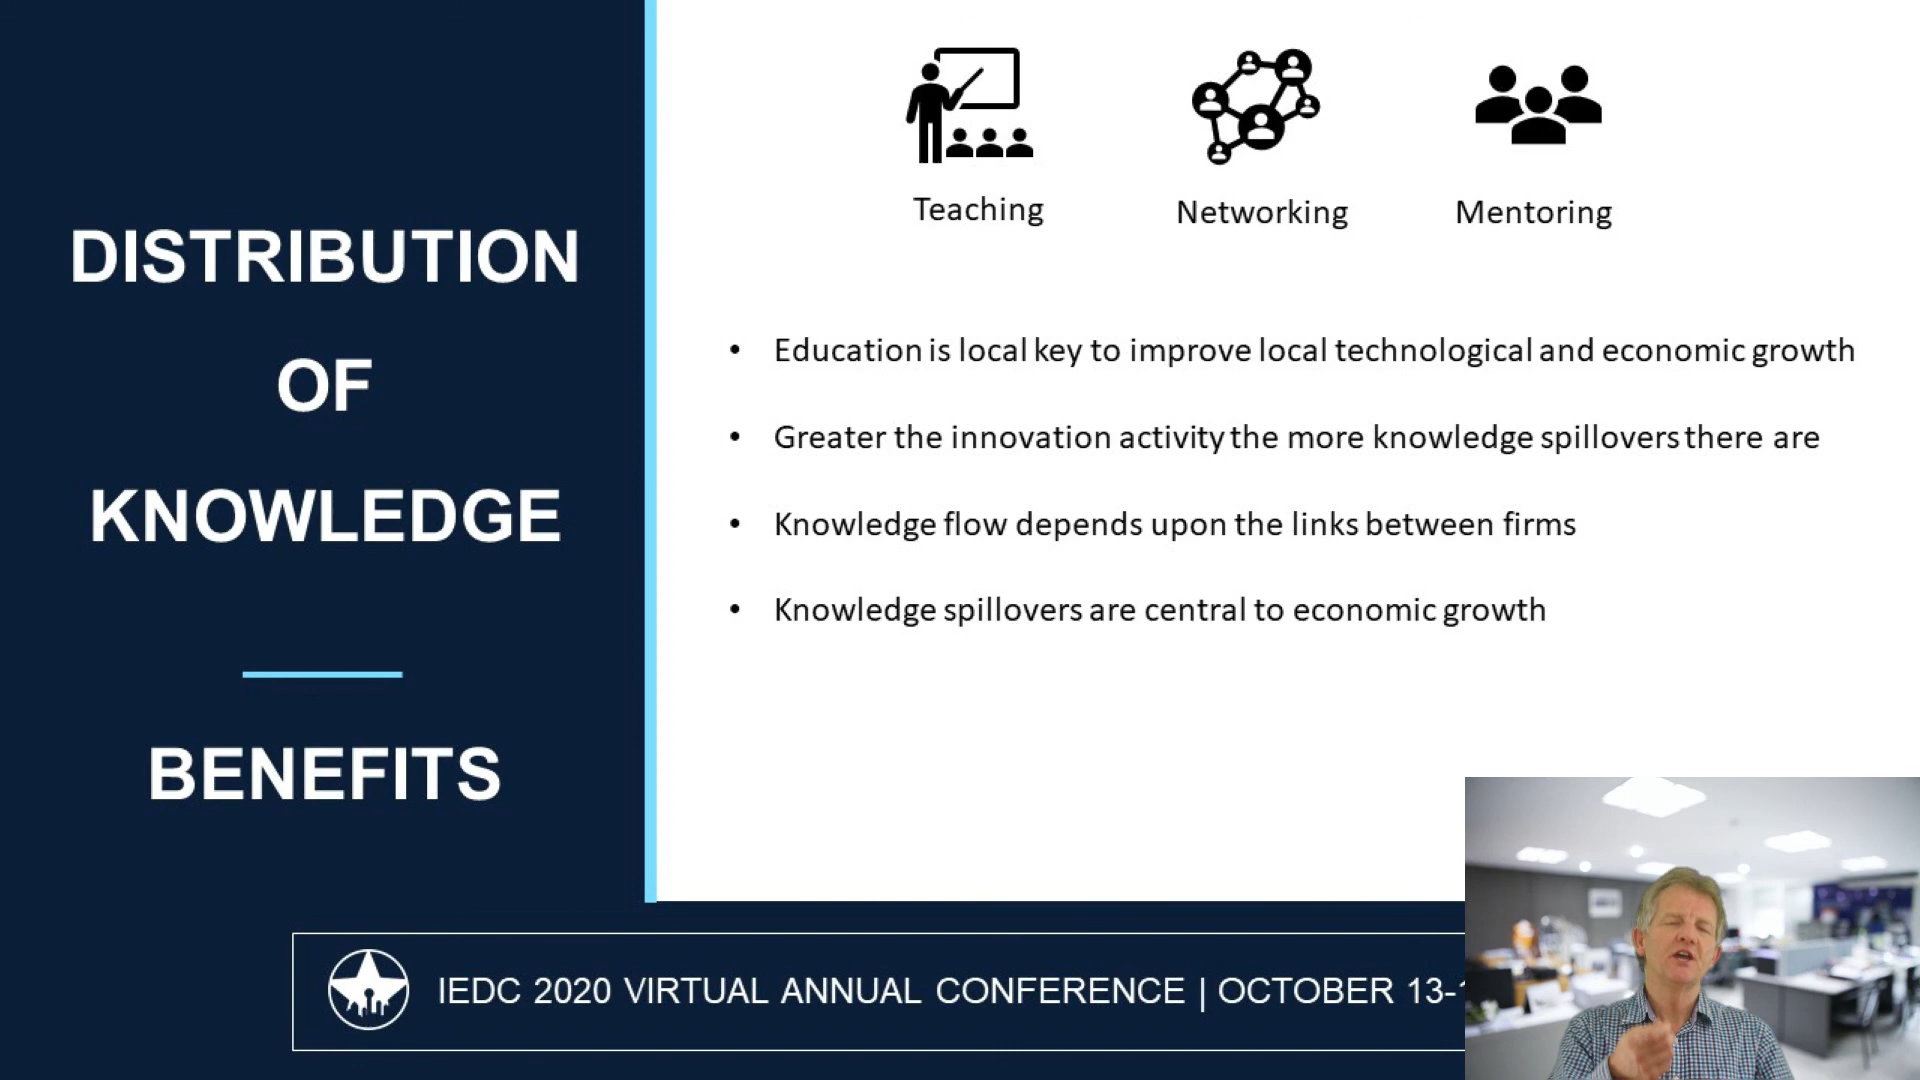 DISTRIBUTION
OF
KNOWLEDGE
BENEFITS
Teaching
Networking
Mentoring
• Education is local key to improve local technological and economic growth
• Greater the innovation activity the more knowledge spillovers there are
• Knowledge flow depends upon the links between firms
• Knowledge spillovers are central to economic growth
IEDC 2020 VIRTUAL ANNUAL CONFERENCE | OCTOBER 13-